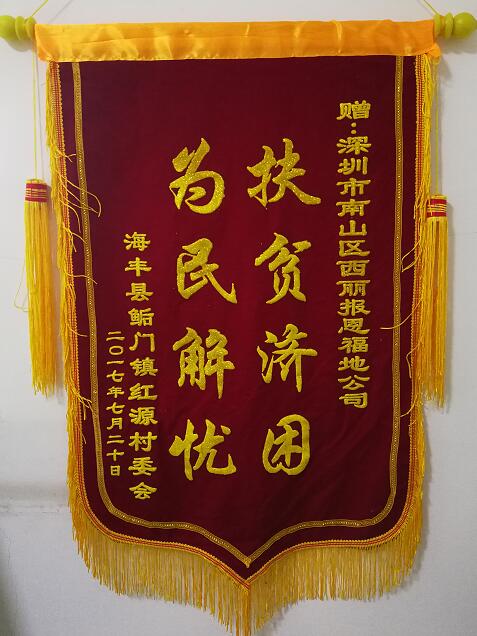 赠:深圳市南山区西丽报恩福地公司
扶贫济困
为民解忧
海丰县鲘门镇红源村委会
二〇一七年七月二十日